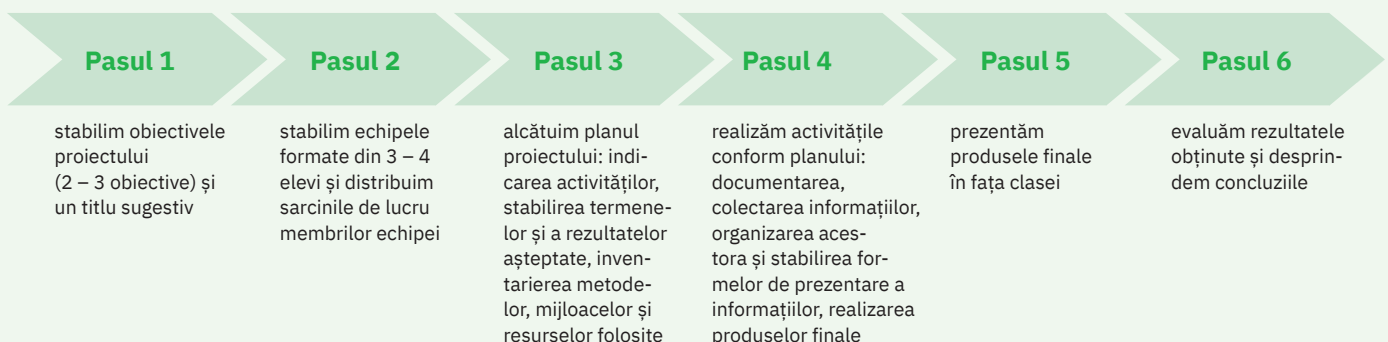 Pasul 1
stabilim obiectivele
proiectului
(2 – 3 obiective) și
un titlu sugestiv
Pasul 2
stabilim echipele
formate din 3 – 4
elevi și distribuim
sarcinile de lucru
membrilor echipei
Pasul 3
alcătuim planul
proiectului: indi-
carea activităților,
stabilirea termene-
lor și a rezultatelor
așteptate, inven-
tarierea metode-
lor, mijloacelor și
resurselor folosite
Pasul 4
realizăm activitățile
conform planului:
documentarea,
colectarea informațiilor,
organizarea aces-
tora și stabilirea for-
melor de prezentare a
informațiilor, realizarea
produselor finale
Pasul 5
prezentăm
produsele finale
în fața clasei
Pasul 6
evaluăm rezultatele
obținute și desprin-
dem concluziile